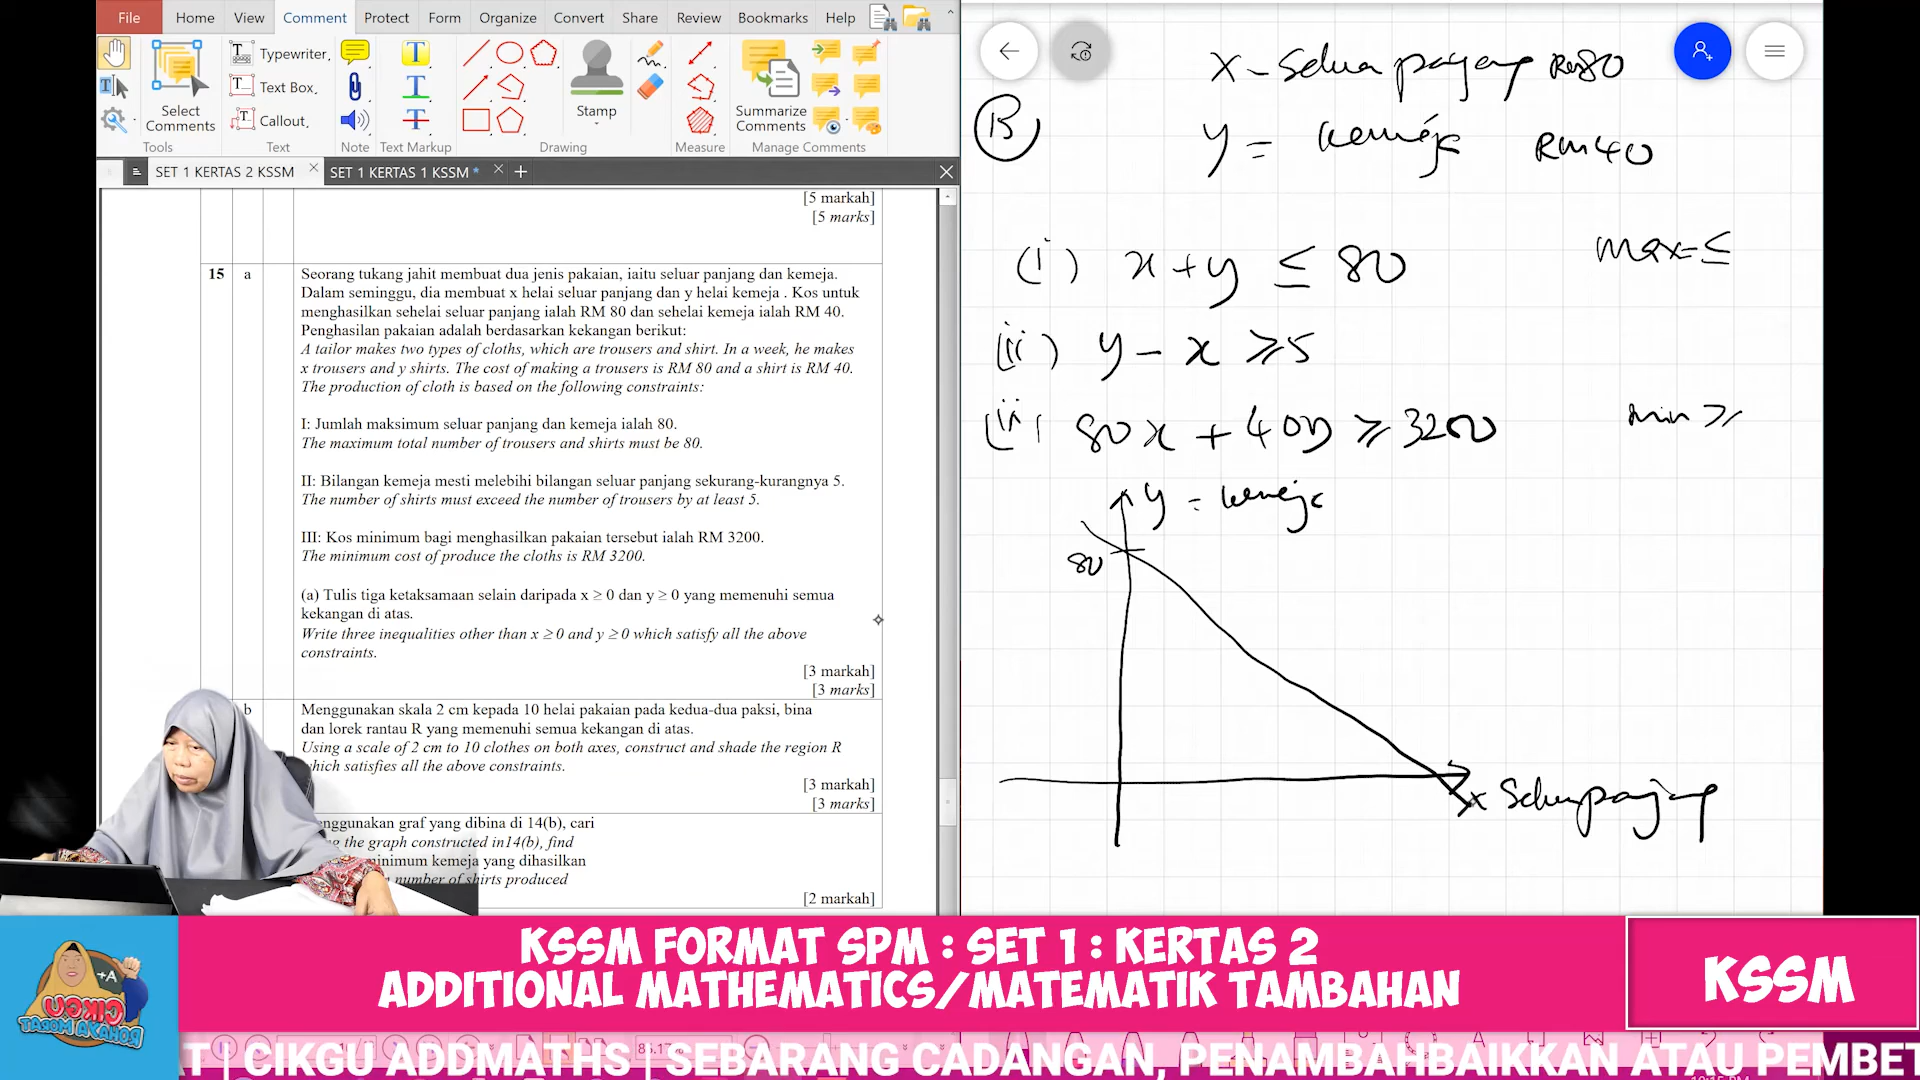 File Home View Comment Protect Form Organize Convert Share Review Bookmarks Help
Select Comments
Typewriter
Text Box
Callout
Stamp
Summarize Comments
Tools Text Note Text Markup Drawing Measure Manage Comments
SET 1 KERTAS 2 KSSM
SET 1 KERTAS 1 KSSM *
[5 markah]
[5 marks]
15 a
Seorang tukang jahit membuat dua jenis pakaian, iaitu seluar panjang dan kemeja.
Dalam seminggu, dia membuat x helai seluar panjang dan y helai kemeja . Kos untuk
menghasilkan sehelai seluar panjang ialah RM 80 dan sehelai kemeja ialah RM 40.
Penghasilan pakaian adalah berdasarkan kekangan berikut:
A tailor makes two types of cloths, which are trousers and shirt. In a week, he makes
x trousers and y shirts. The cost of making a trousers is RM 80 and a shirt is RM 40.
The production of cloth is based on the following constraints:
I: Jumlah maksimum seluar panjang dan kemeja ialah 80.
The maximum total number of trousers and shirts must be 80.
II: Bilangan kemeja mesti melebihi bilangan seluar panjang sekurang-kurangnya 5.
The number of shirts must exceed the number of trousers by at least 5.
III: Kos minimum bagi menghasilkan pakaian tersebut ialah RM 3200.
The minimum cost of produce the cloths is RM 3200.
(a) Tulis tiga ketaksamaan selain daripada x ≥ 0 dan y ≥ 0 yang memenuhi semua
kekangan di atas.
Write three inequalities other than x ≥ 0 and y ≥ 0 which satisfy all the above
constraints.
[3 markah]
[3 marks]
b
Menggunakan skala 2 cm kepada 10 helai pakaian pada kedua-dua paksi, bina
dan lorek rantau R yang memenuhi semua kekangan di atas.
Using a scale of 2 cm to 10 clothes on both axes, construct and shade the region R
which satisfies all the above constraints.
[3 markah]
[3 marks]
enggunakan graf yang dibina di 14(b), cari
the graph constructed in14(b), find
inimum kemeja yang dihasilkan
number of shirts produced
[2 markah]
x - Seluar panjang RM80
B
y = kemeja RM 40
(i) x + y ≤ 80 max = ≤
(ii) y - x ≥ 5
80x + 40y ≥ 3200 min ≥
y = kemeja
80
x Seluar panjang
KSSM FORMAT SPM : SET 1 : KERTAS 2
ADDITIONAL MATHEMATICS/MATEMATIK TAMBAHAN
KSSM
A+
CIKGU
ROHAYA MORAT
T | CIKGU ADDMATHS | SEBARANG CADANGAN, PENAMBAHBAIKKAN ATAU PEMBET